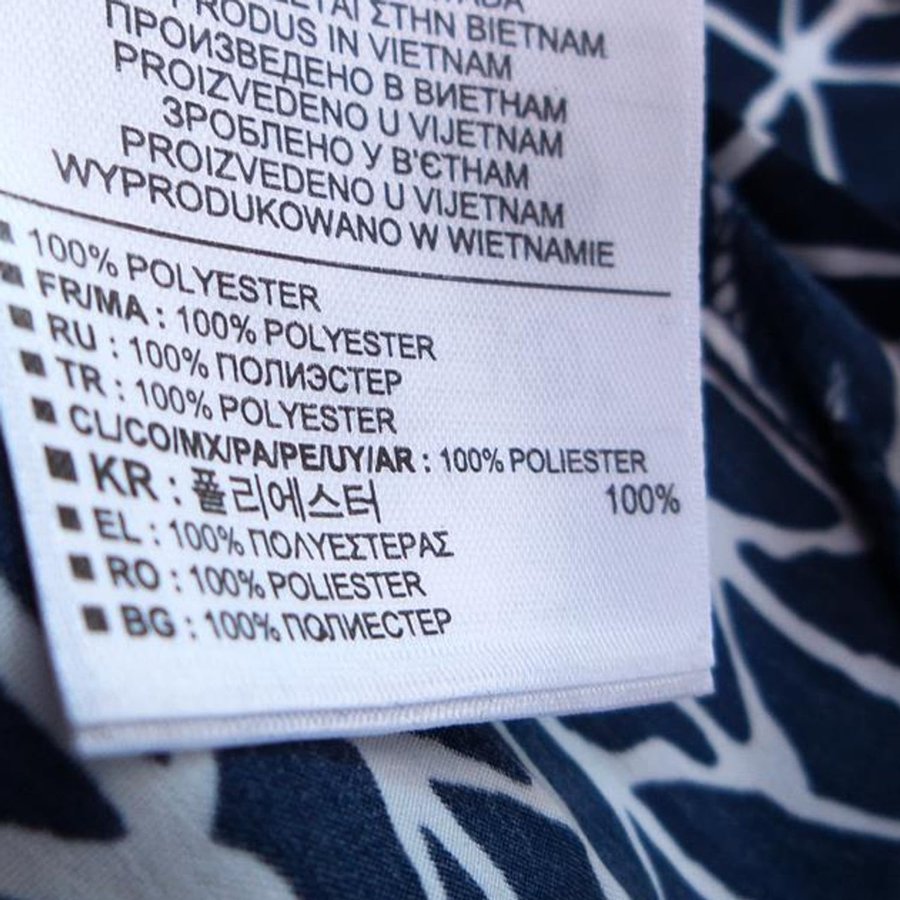 ΣΤΗΝ ΒΙΕΤΝΑΜ
PRODUS IN VIETNAM
ПРОИЗВЕДЕНО В ВИЕТНАМ
PROIZVEDENO U VIJETNAM
ЗРОБЛЕНО У В'ЄТНАМ
PROIZVEDENO U VIJETNAM
WYPRODUKOWANO W WIETNAMIE
100% POLYESTER
FR/MA : 100% POLYESTER
RU : 100% ПОЛИЭСТЕР
TR : 100% POLYESTER
CL/CO/MX/PA/PE/UY/AR : 100% POLIESTER
KR : 폴리에스터 100%
EL : 100% ΠΟΛΥΕΣΤΕΡΑΣ
RO : 100% POLIESTER
BG : 100% ПОЛИЕСТЕР